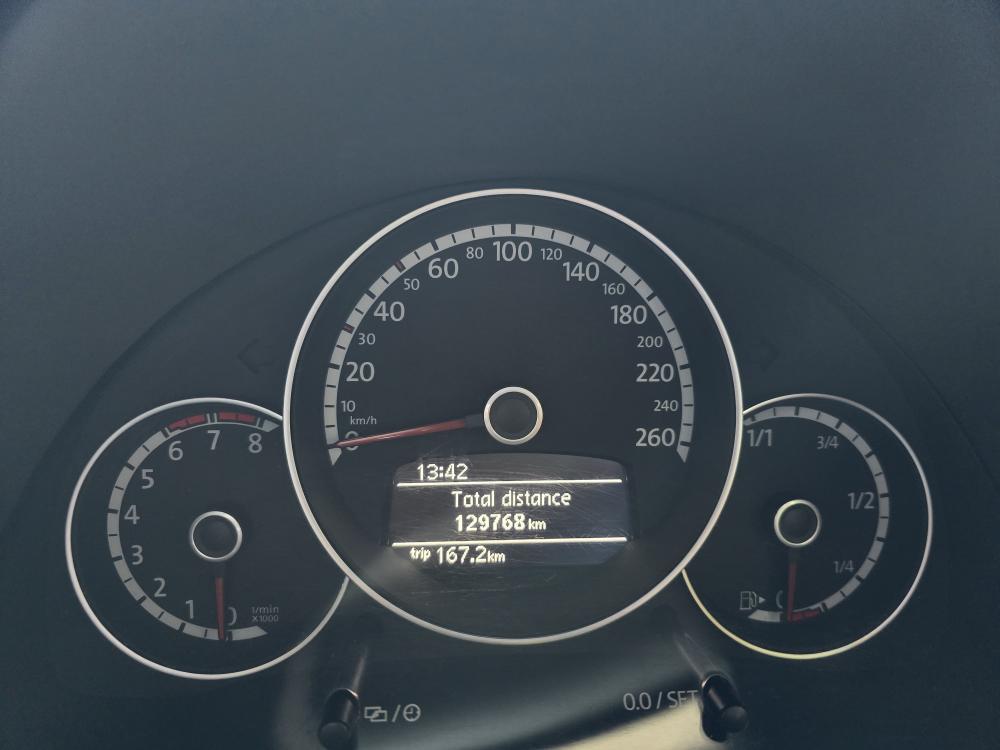 80 100 120
60 140
50 160
40 180
30 200
20 220
10 240
km/h
0 260
13:42
Total distance
129768 km
trip 167.2 km
6 7 8
5
4
3
2
1 0
1/min
X1000
1/1 3/4
1/2
1/4
0.0 / SET